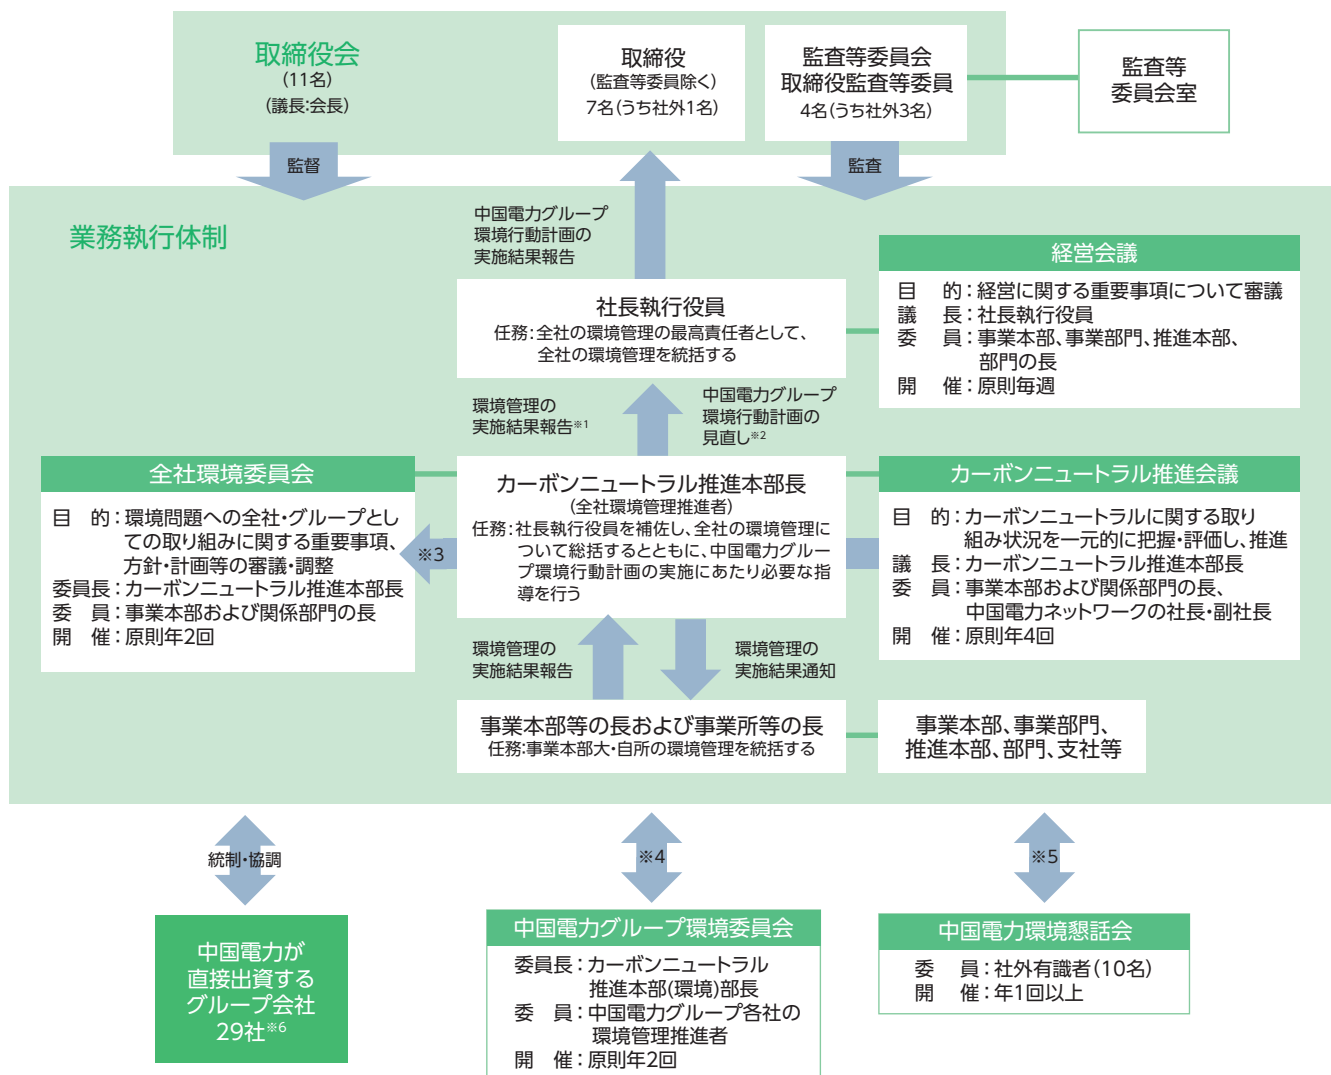 取締役会
(11名)
(議長:会長)
取締役
(監査等委員除く)
7名(うち社外1名)
監査等委員会
取締役監査等委員
4名(うち社外3名)
監査等
委員会室
監督
監査
業務執行体制
中国電力グループ
環境行動計画の
実施結果報告
社長執行役員
任務:全社の環境管理の最高責任者として、
全社の環境管理を統括する
経営会議
目　的:経営に関する重要事項について審議
議　長:社長執行役員
委　員:事業本部、事業部門、推進本部、
部門の長
開　催:原則毎週
環境管理の
実施結果報告※1
中国電力グループ
環境行動計画の
見直し※2
全社環境委員会
目　的:環境問題への全社・グループとし
ての取り組みに関する重要事項、
方針・計画等の審議・調整
委員長:カーボンニュートラル推進本部長
委　員:事業本部および関係部門の長
開　催:原則年2回
※3
カーボンニュートラル推進本部長
(全社環境管理推進者)
任務:社長執行役員を補佐し、全社の環境管理に
ついて総括するとともに、中国電力グルー
プ環境行動計画の実施にあたり必要な指
導を行う
カーボンニュートラル推進会議
目　的:カーボンニュートラルに関する取り
組み状況を一元的に把握・評価し、推進
議　長:カーボンニュートラル推進本部長
委　員:事業本部および関係部門の長、
中国電力ネットワークの社長・副社長
開　催:原則年4回
環境管理の
実施結果報告
環境管理の
実施結果通知
事業本部等の長および事業所等の長
任務:事業本部大・自所の環境管理を統括する
事業本部、事業部門、
推進本部、部門、支社等
統制・協調
※4
※5
中国電力が
直接出資する
グループ会社
29社※6
中国電力グループ環境委員会
委員長:カーボンニュートラル
推進本部(環境)部長
委　員:中国電力グループ各社の
環境管理推進者
開　催:原則年2回
中国電力環境懇話会
委　員:社外有識者(10名)
開　催:年1回以上